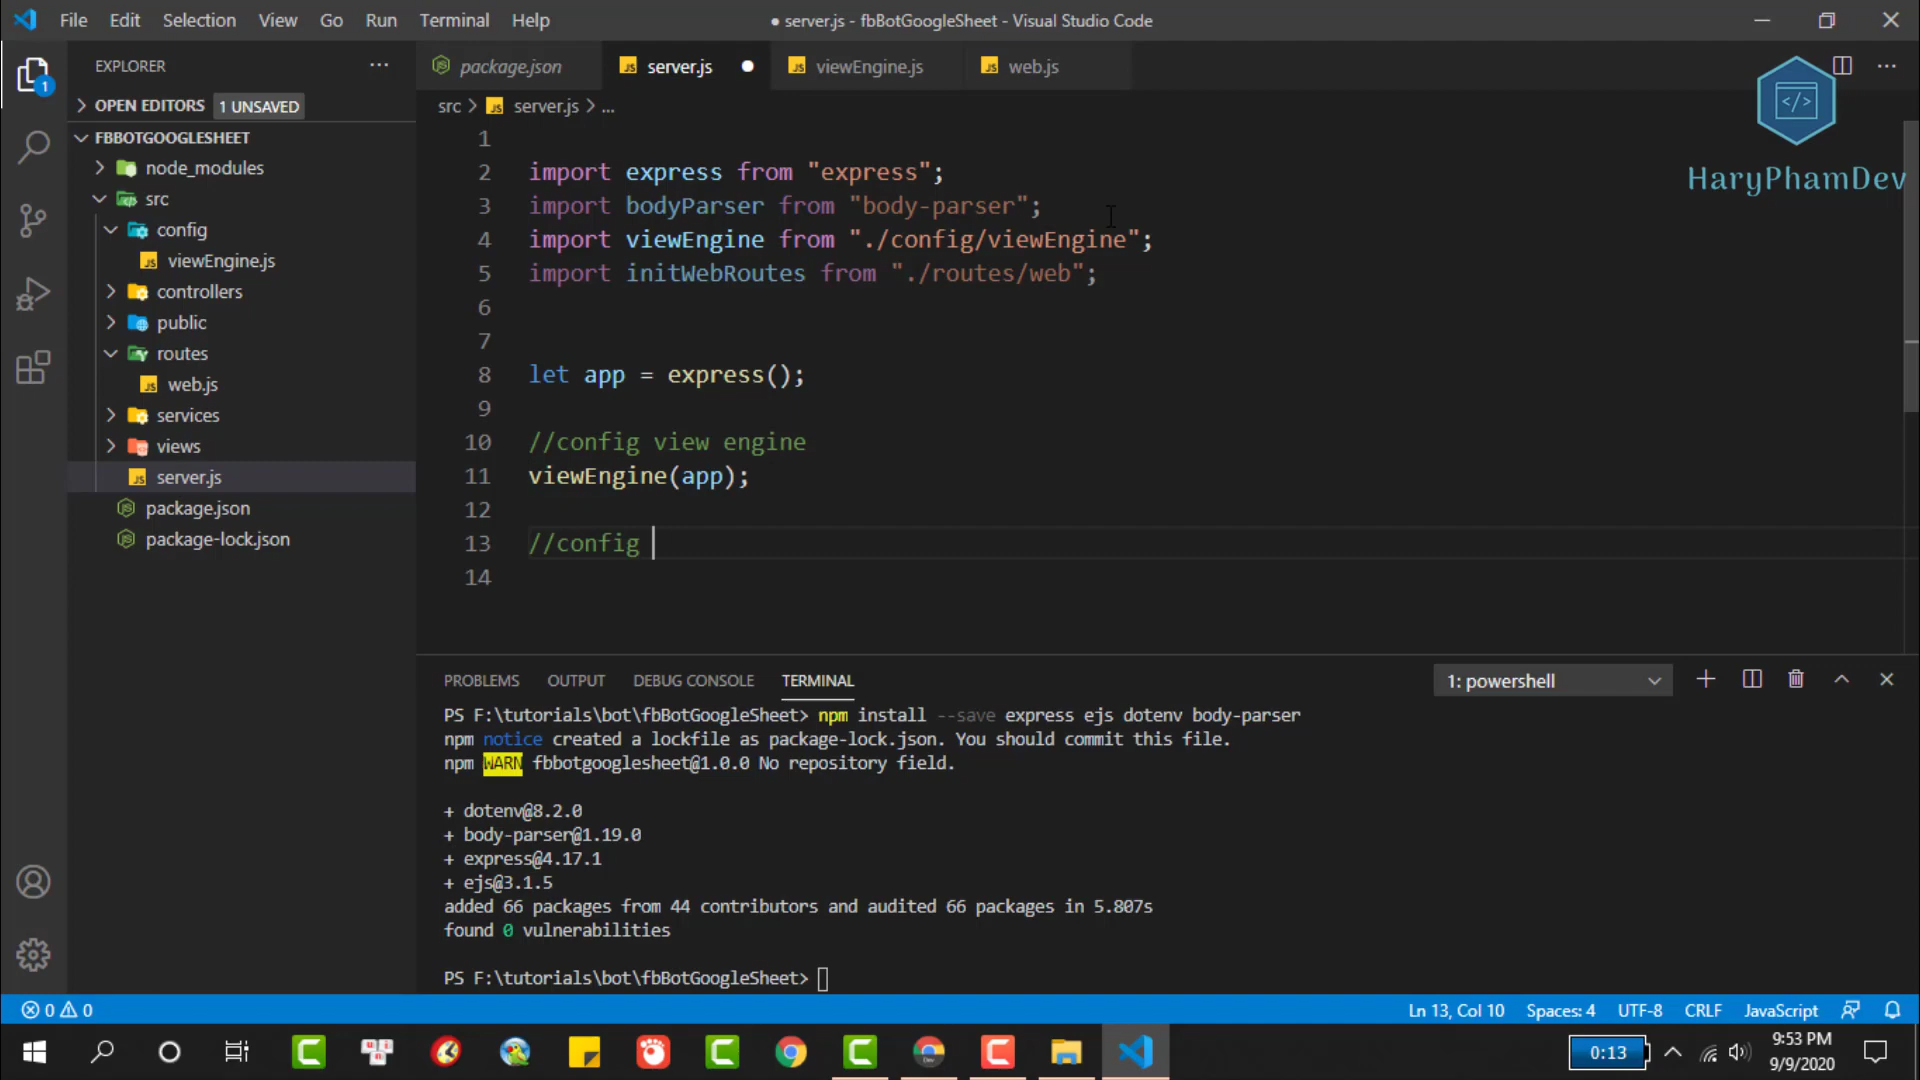 File Edit Selection View Go Run Terminal Help
● server.js - fbBotGoogleSheet - Visual Studio Code
EXPLORER
OPEN EDITORS 1 UNSAVED
FBBOTGOOGLESHEET
node_modules
src
config
viewEngine.js
controllers
public
routes
web.js
services
views
server.js
package.json
package-lock.json
1
package.json server.js viewEngine.js web.js
</>
HaryPhamDev
src > server.js > ...
1
2 import express from "express";
3 import bodyParser from "body-parser";
4 import viewEngine from "./config/viewEngine";
5 import initWebRoutes from "./routes/web";
6
7
8 let app = express();
9
10 //config view engine
11 viewEngine(app);
12
13 //config
14
PROBLEMS OUTPUT DEBUG CONSOLE TERMINAL 1: powershell
PS F:\tutorials\bot\fbBotGoogleSheet> npm install --save express ejs dotenv body-parser
npm notice created a lockfile as package-lock.json. You should commit this file.
npm WARN fbbotgooglesheet@1.0.0 No repository field.
+ dotenv@8.2.0
+ body-parser@1.19.0
+ express@4.17.1
+ ejs@3.1.5
added 66 packages from 44 contributors and audited 66 packages in 5.807s
found 0 vulnerabilities
PS F:\tutorials\bot\fbBotGoogleSheet>
0 0 Ln 13, Col 10 Spaces: 4 UTF-8 CRLF JavaScript
0:13
9:53 PM
9/9/2020